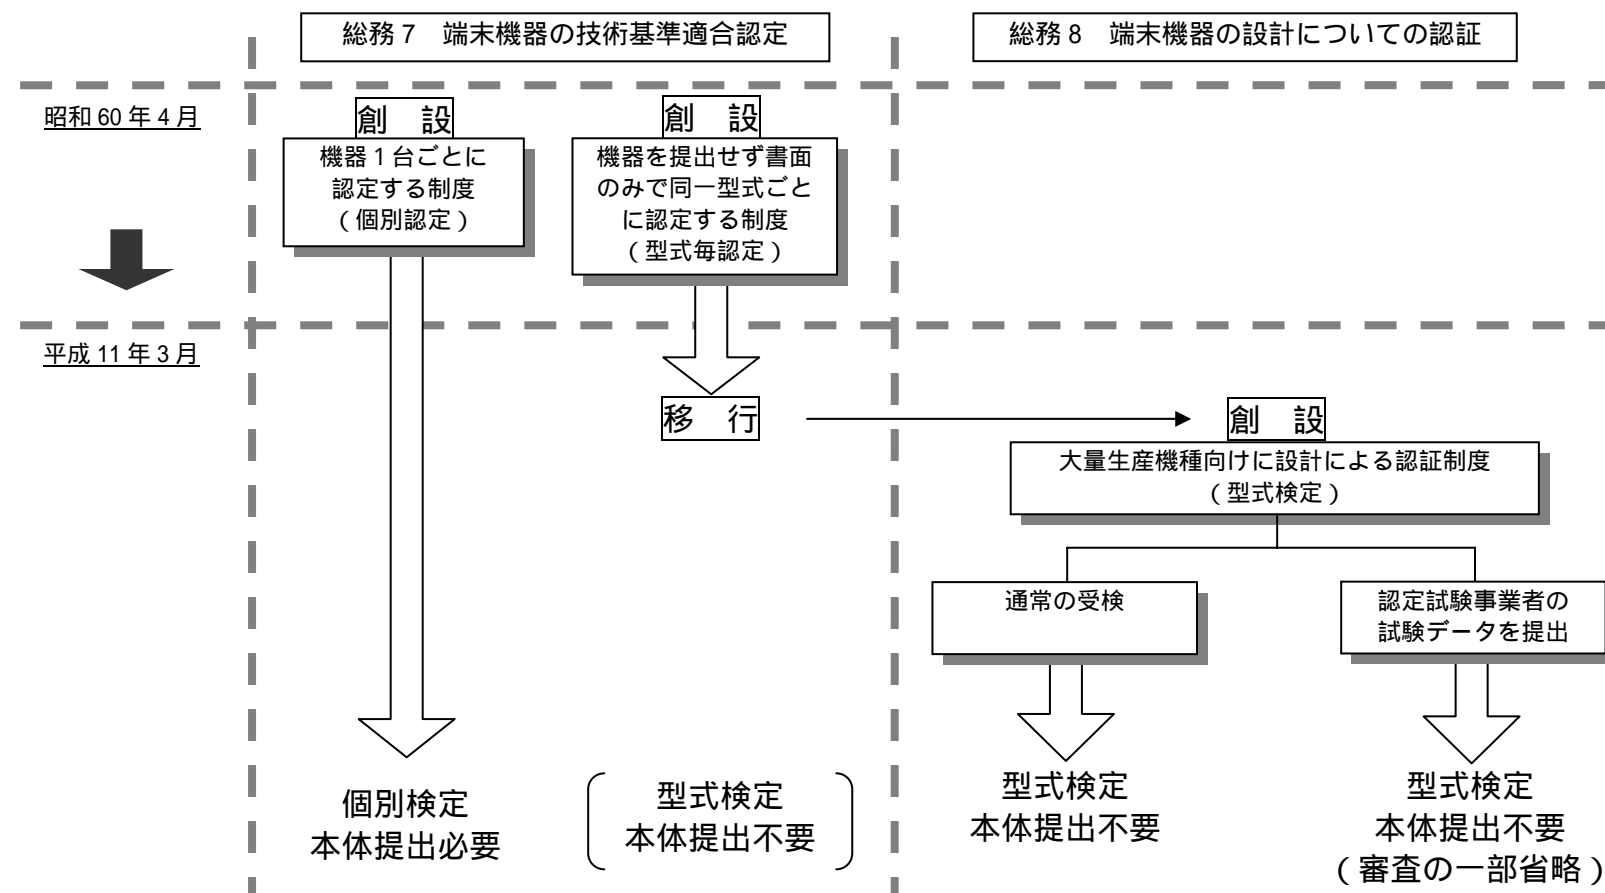 総務7　端末機器の技術基準適合認定
総務8　端末機器の設計についての認証
昭和60年4月
創　設
機器1台ごとに
認定する制度
（個別認定）
創　設
機器を提出せず書面
のみで同一型式ごと
に認定する制度
（型式毎認定）
平成11年3月
移　行
創　設
大量生産機種向けに設計による認証制度
（型式検定）
通常の受検
認定試験事業者の
試験データを提出
個別検定
本体提出必要
型式検定
本体提出不要
型式検定
本体提出不要
型式検定
本体提出不要
（審査の一部省略）